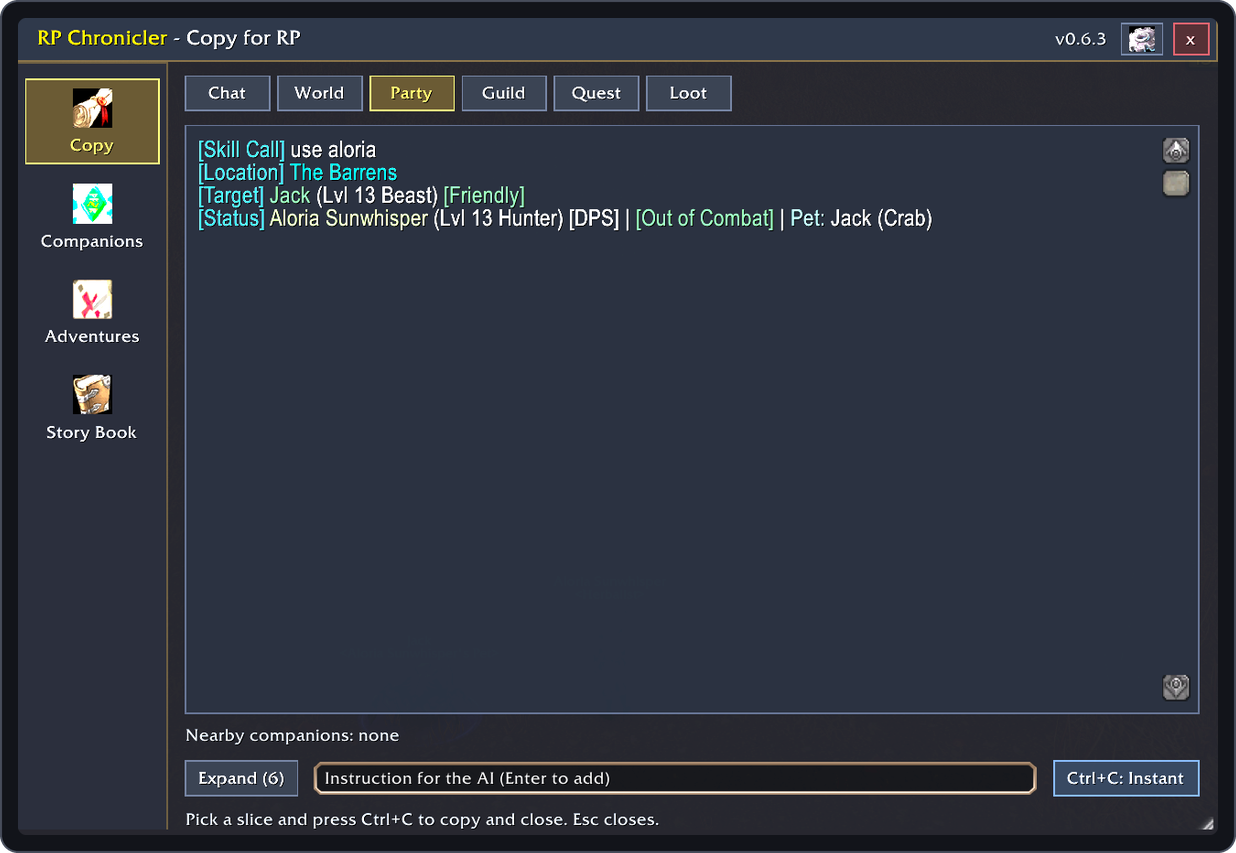 RP Chronicler - Copy for RP
v0.6.3
x
Copy
Companions
Adventures
Story Book
Chat
World
Party
Guild
Quest
Loot
[Skill Call] use aloria
[Location] The Barrens
[Target] Jack (Lvl 13 Beast) [Friendly]
[Status] Aloria Sunwhisper (Lvl 13 Hunter) [DPS] | [Out of Combat] | Pet: Jack (Crab)
Nearby companions: none
Expand (6)
Instruction for the AI (Enter to add)
Ctrl+C: Instant
Pick a slice and press Ctrl+C to copy and close. Esc closes.